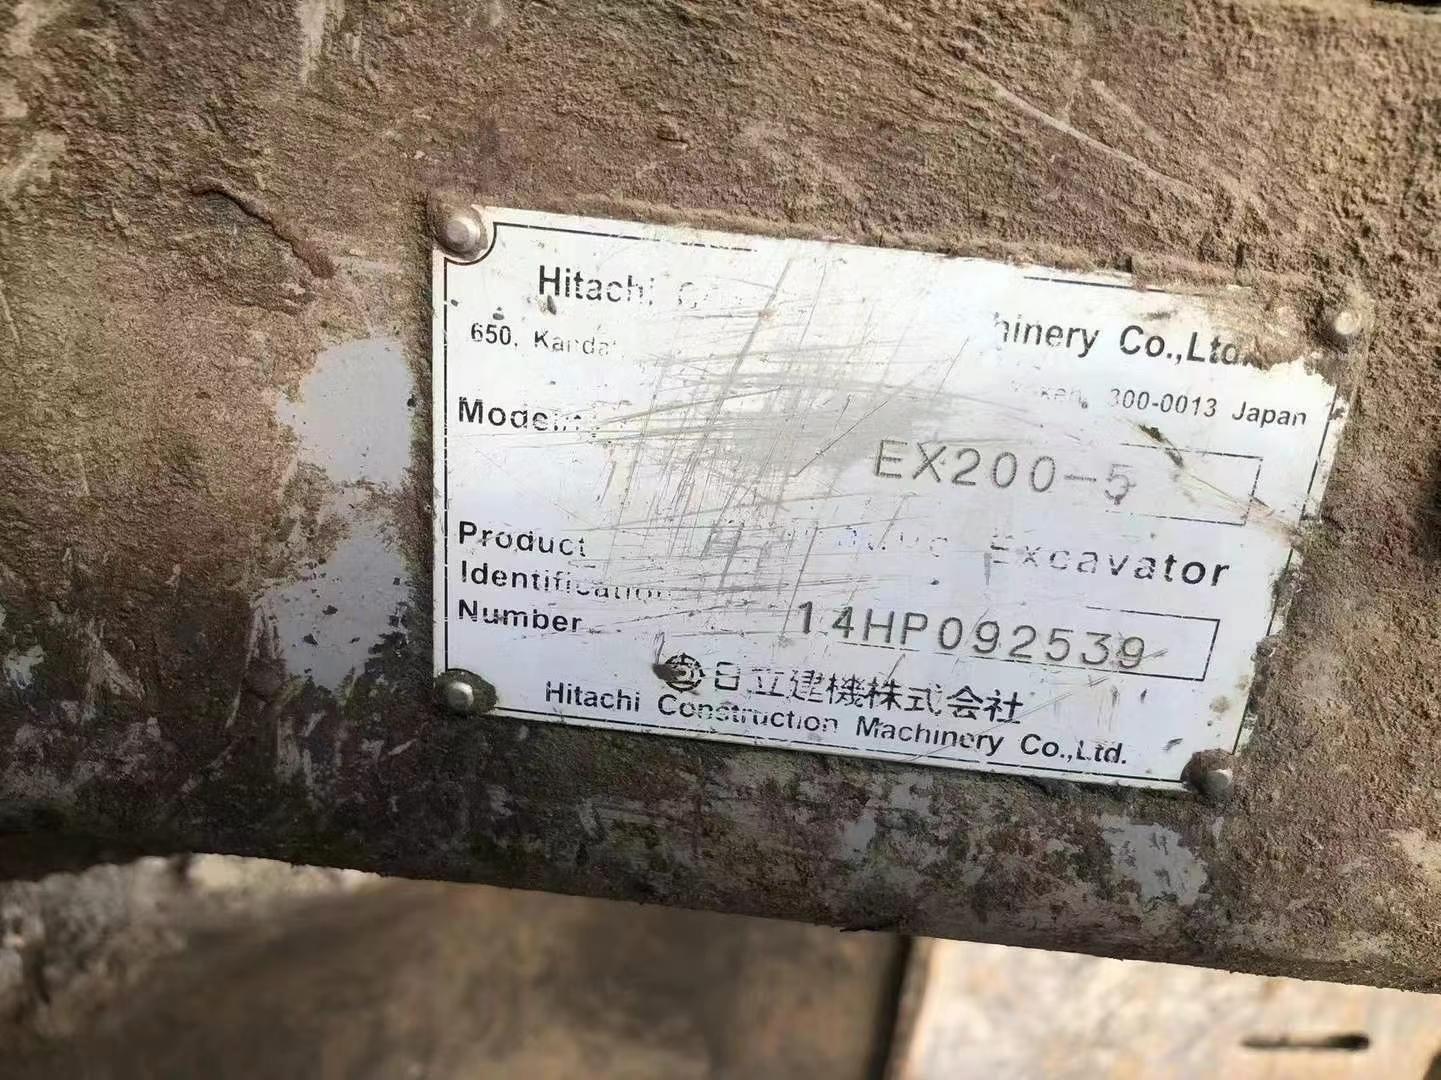 Hitachi
hinery Co.,Ltd.
650, Kanda
300-0013 Japan
Model
EX200-5
Excavator
Product
Identification
Number
14HP092539
日立建機株式会社
Hitachi Construction Machinery Co.,Ltd.